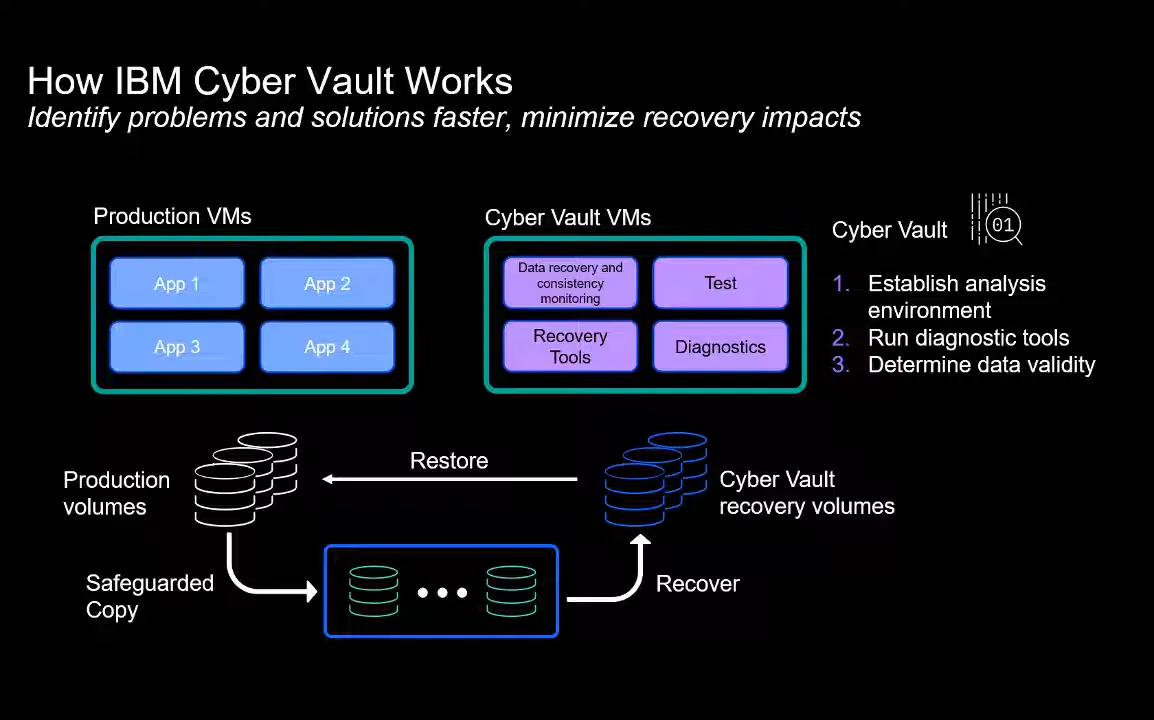 How IBM Cyber Vault Works
Identify problems and solutions faster, minimize recovery impacts
Production VMs
App 1
App 2
App 3
App 4
Cyber Vault VMs
Data recovery and
consistency
monitoring
Test
Recovery
Tools
Diagnostics
Cyber Vault
01
1. Establish analysis
environment
2. Run diagnostic tools
3. Determine data validity
Production
volumes
Restore
Cyber Vault
recovery volumes
Safeguarded
Copy
Recover